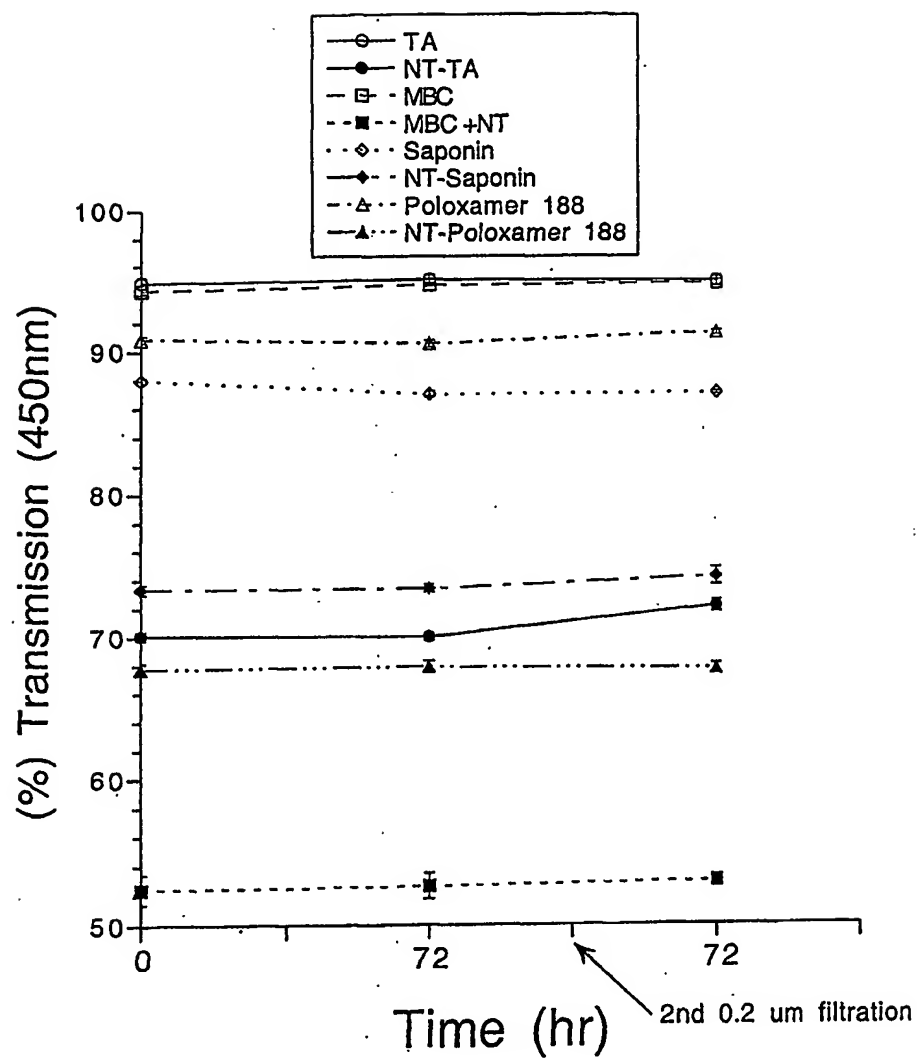 TA
NT-TA
MBC
MBC+NT
Saponin
NT-Saponin
Poloxamer 188
NT-Poloxamer 188
100
90
80
70
60
50
(%) Transmission (450nm)
0
72
72
Time (hr)
2nd 0.2 um filtration